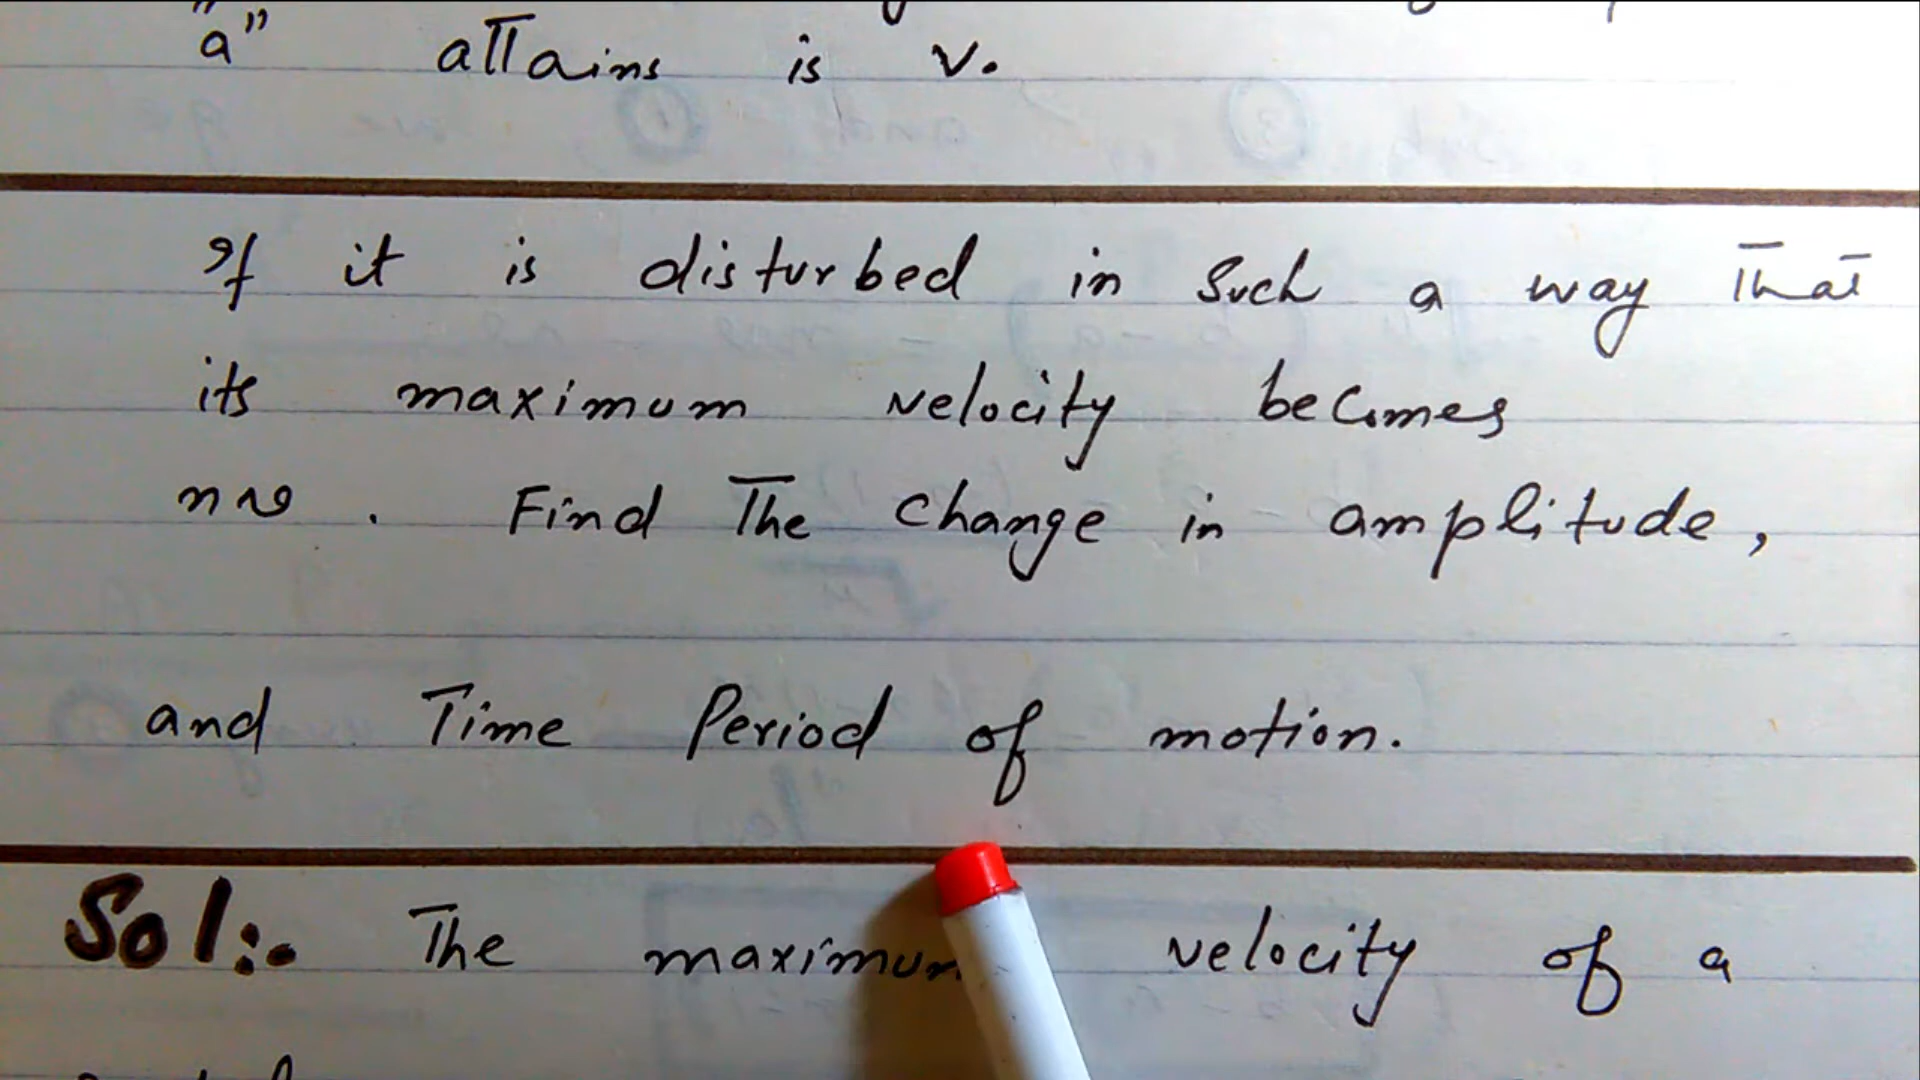 "a" attains is v.
If it is disturbed in such a way that
its maximum velocity becomes
nv . Find The change in amplitude,
and Time Period of motion.
Sol:- The maximum velocity of a